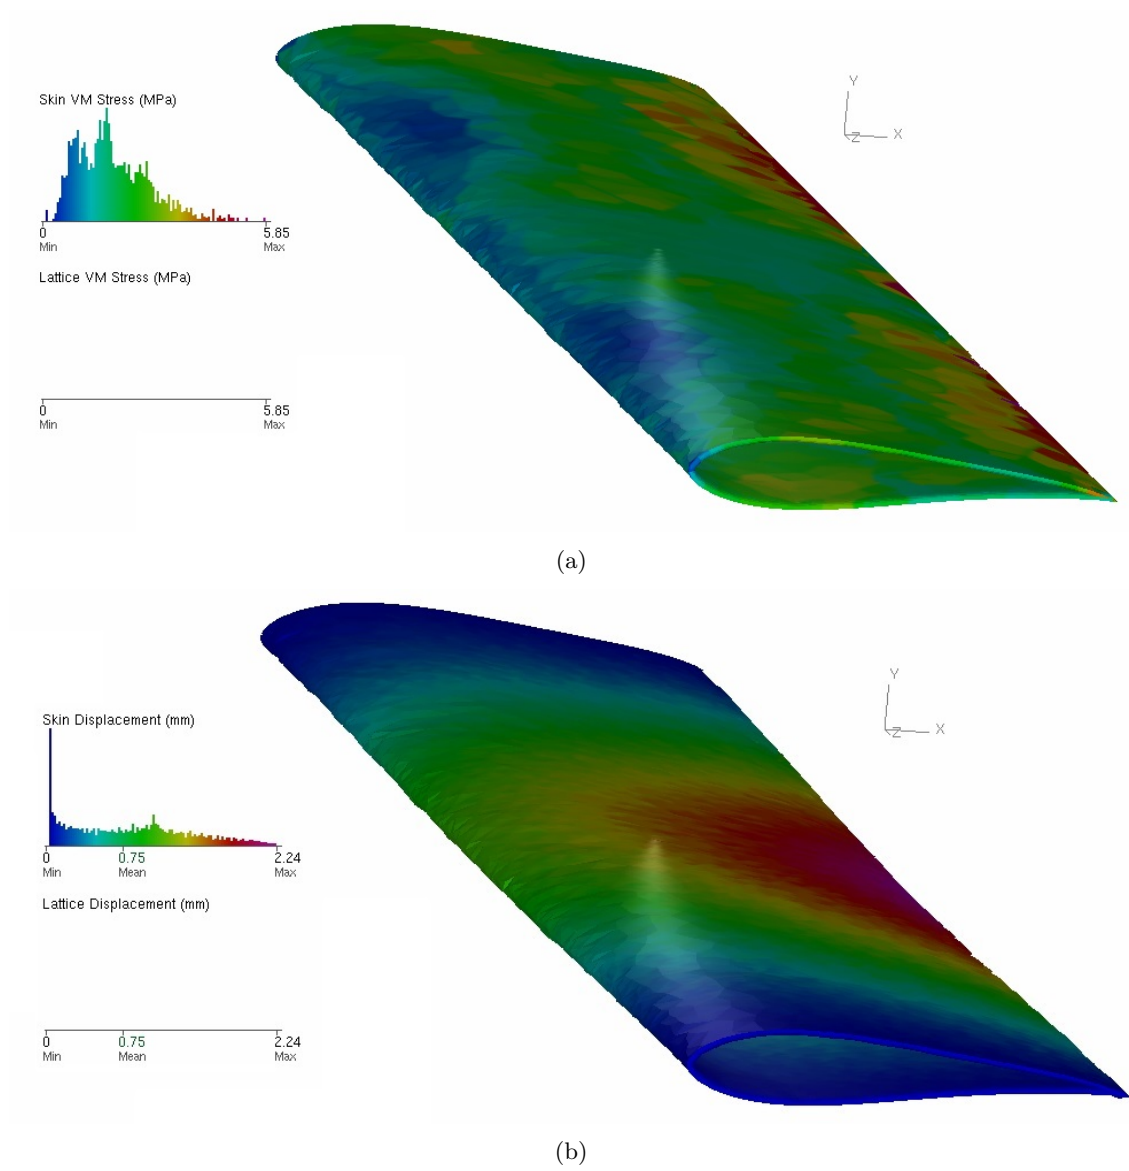 Skin VM Stress (MPa)
0 5.85
Min Max
Lattice VM Stress (MPa)
0 5.85
Min Max
Y
Z X
(a)
Skin Displacement (mm)
0 0.75 2.24
Min Mean Max
Lattice Displacement (mm)
0 0.75 2.24
Min Mean Max
Y
Z X
(b)